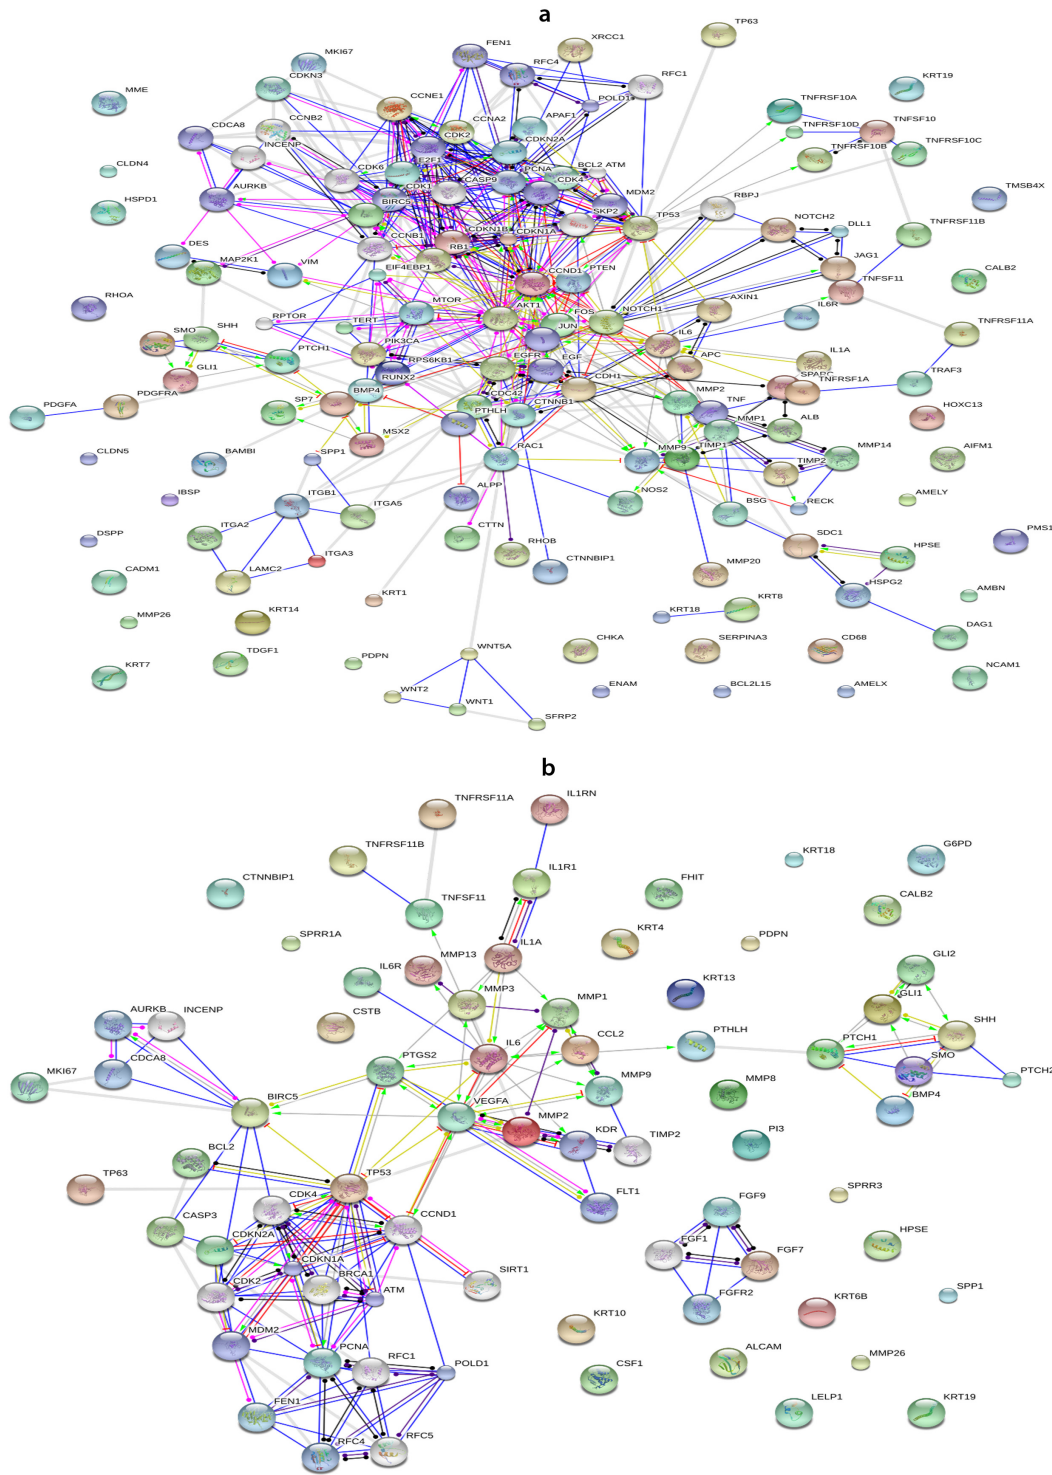 a
TP63
XRCC1
FEN1
MKI67
RFC4
CDKN3
RFC1
KRT19
MME
TNFRSF10A
CCNE1
POLD1
CCNA2
APAF1
TNFSF10
TNFRSF10D
CCNB2
CDCA8
CDK2
CDKN2A
TNFRSF10C
TNFRSF10B
INCENP
E2F1
CLDN4
CDK6
CASP9
PCNA
BCL2
ATM
CDK4
CDK1
MDM2
RBPJ
TMSB4X
AURKB
BIRC5
HSPD1
SKP2
TP53
NOTCH2
DLL1
TNFRSF11B
CDKN1B
CDKN1A
CCNB1
RB1
DES
VIM
JAG1
MAP2K1
EIF4EBP1
CCND1
PTEN
TNFSF11
CALB2
RHOA
MTOR
AXIN1
IL6R
AKT1
FOS
NOTCH1
RPTOR
TERT
TNFRSF11A
SMO
SHH
JUN
IL6
PTCH1
PIK3CA
RPS6KB1
EGFR
EGF
APC
IL1A
GLI1
RUNX2
CDH1
SPARC
TNFRSF1A
TRAF3
PDGFRA
BMP4
CDC42
MMP2
PDGFA
SP7
PTHLH
CTNNB1
TNF
MMP1
ALB
HOXC13
MSX2
RAC1
MMP9
TIMP1
MMP14
CLDN5
BAMBI
SPP1
TIMP2
AIFM1
ITGB1
ALPP
NOS2
IBSP
ITGA5
BSG
RECK
AMELY
ITGA2
CTTN
SDC1
PMS1
DSPP
RHOB
HPSE
ITGA3
CTNNBIP1
LAMC2
MMP20
HSPG2
CADM1
AMBN
KRT1
KRT8
KRT18
MMP26
KRT14
DAG1
CHKA
SERPINA3
CD68
WNT5A
TDGF1
PDPN
KRT7
NCAM1
WNT2
ENAM
BCL2L15
AMELX
WNT1
SFRP2
b
IL1RN
TNFRSF11A
TNFRSF11B
KRT18
G6PD
CTNNBIP1
IL1R1
TNFSF11
FHIT
CALB2
SPRR1A
IL1A
KRT4
PDPN
MMP13
IL6R
GLI2
KRT13
MMP3
MMP1
GLI1
CSTB
AURKB
INCENP
PTHLH
SHH
IL6
CCL2
PTCH1
CDCA8
PTGS2
SMO
MKI67
MMP9
PTCH2
MMP8
BIRC5
VEGFA
BMP4
MMP2
KDR
TIMP2
PI3
BCL2
TP53
TP63
CDK4
FLT1
SPRR3
CCND1
CASP3
FGF9
CDKN2A
FGF1
HPSE
CDKN1A
FGF7
BRCA1
SIRT1
CDK2
ATM
FGFR2
SPP1
KRT6B
MDM2
KRT10
PCNA
RFC1
POLD1
ALCAM
MMP26
CSF1
FEN1
LELP1
KRT19
RFC4
RFC5